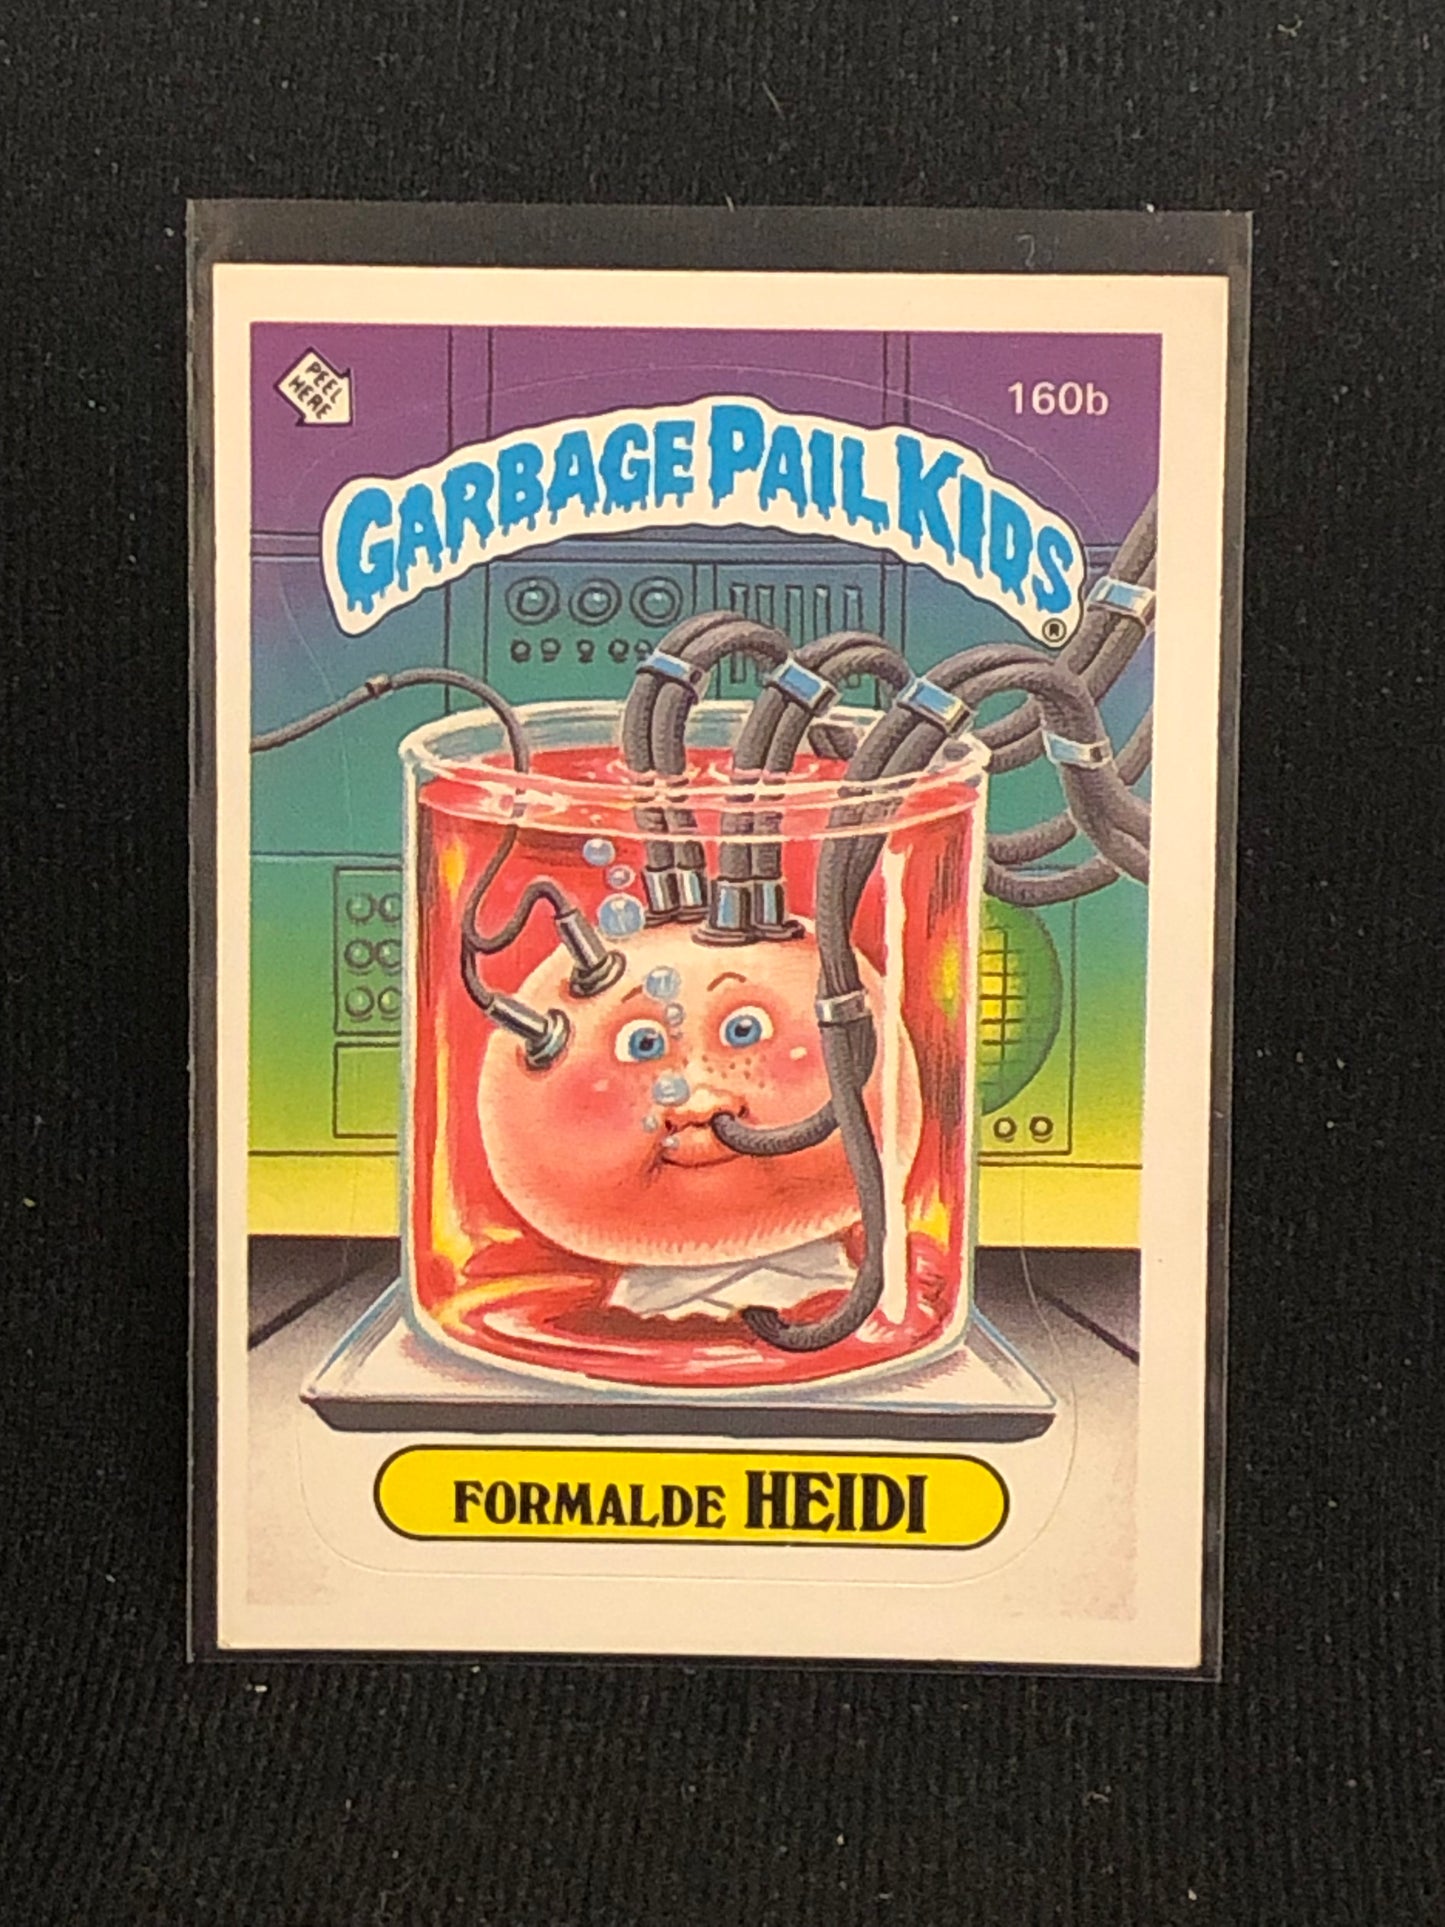 PEEL
HERE
160b
GARBAGE PAIL KIDS
®
FORMALDE HEIDI